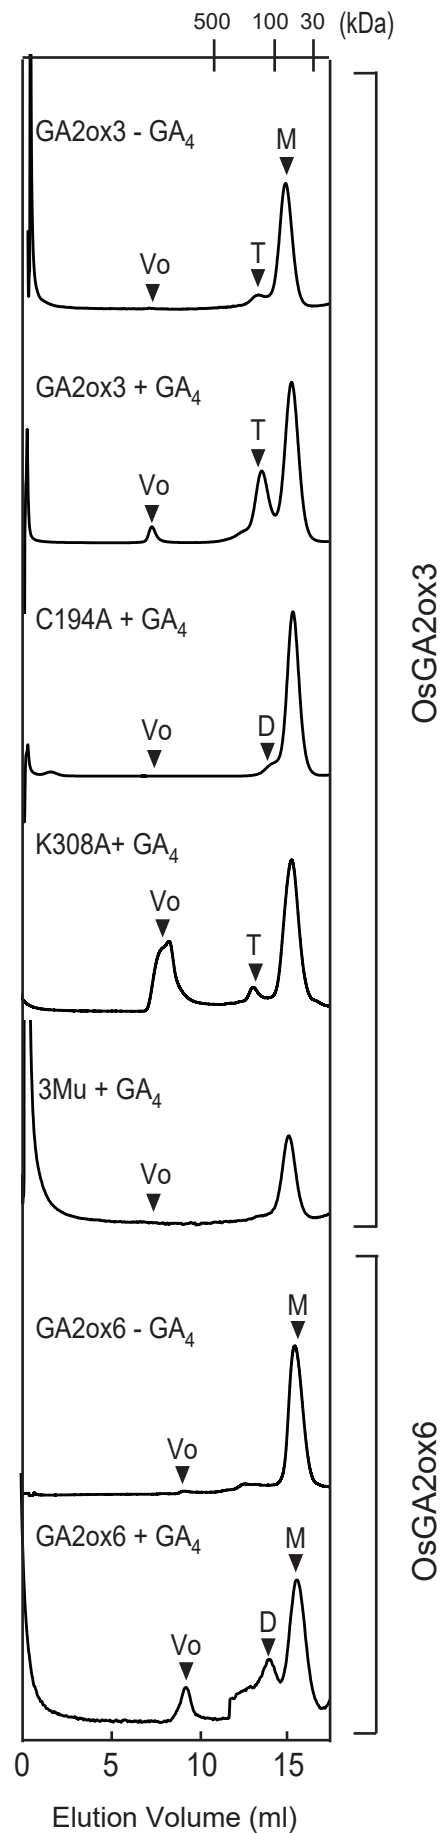 500 100 30 (kDa)
GA2ox3 - GA4
M
T
Vo
GA2ox3 + GA4
T
Vo
C194A + GA4
D
Vo
K308A+ GA4
Vo
T
3Mu + GA4
Vo
OsGA2ox3
M
GA2ox6 - GA4
Vo
GA2ox6 + GA4
M
D
Vo
OsGA2ox6
0 5 10 15
Elution Volume (ml)